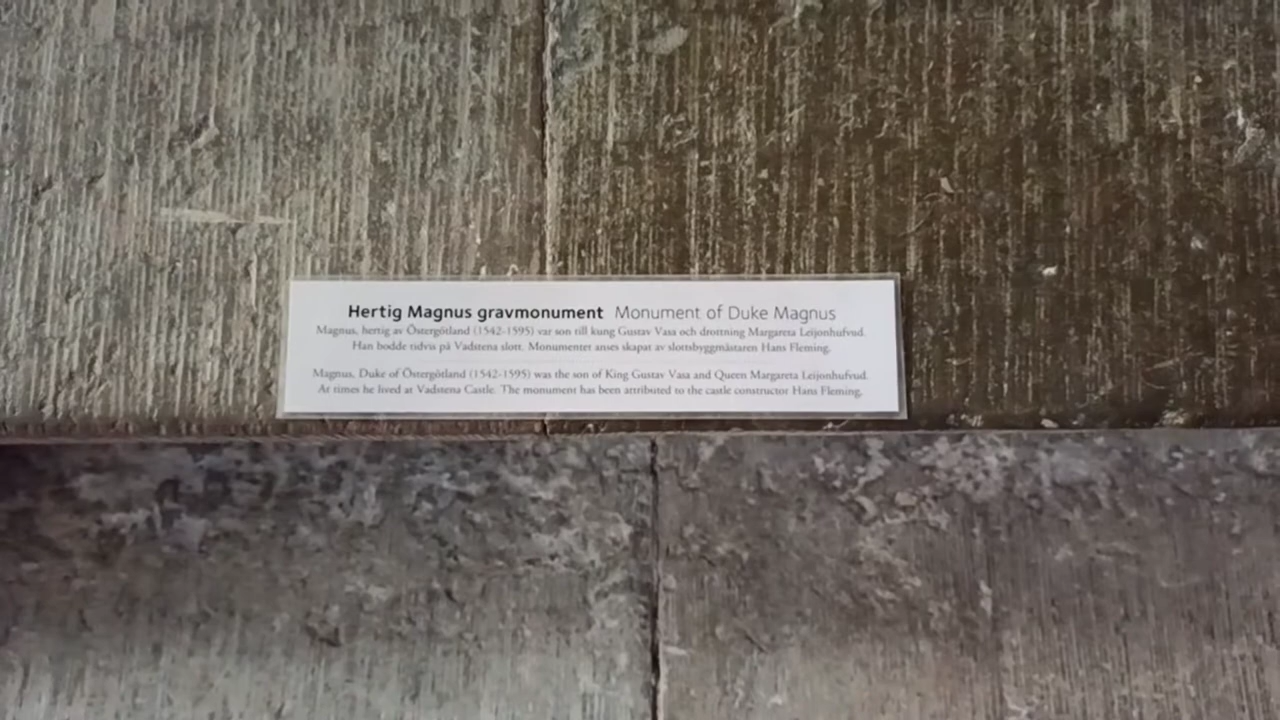 Hertig Magnus gravmonument Monument of Duke Magnus
Magnus, hertig av Östergötland (1542-1595) var son till kung Gustav Vasa och drottning Margareta Leijonhufvud.
Han bodde tidvis på Vadstena slott. Monumentet anses skapat av slottsbyggmästaren Hans Fleming.
Magnus, Duke of Östergötland (1542-1595) was the son of King Gustav Vasa and Queen Margareta Leijonhufvud.
At times he lived at Vadstena Castle. The monument has been attributed to the castle constructor Hans Fleming.